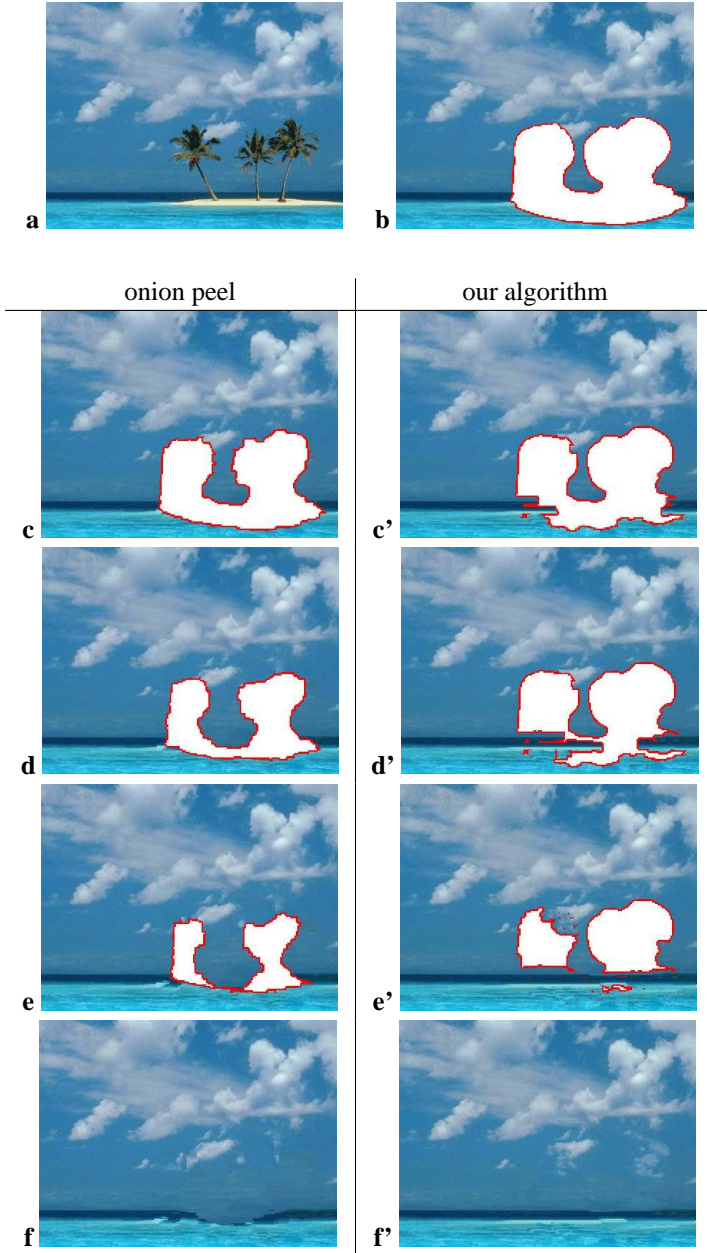 a b
onion peel our algorithm
c c’
d d’
e e’
f f’